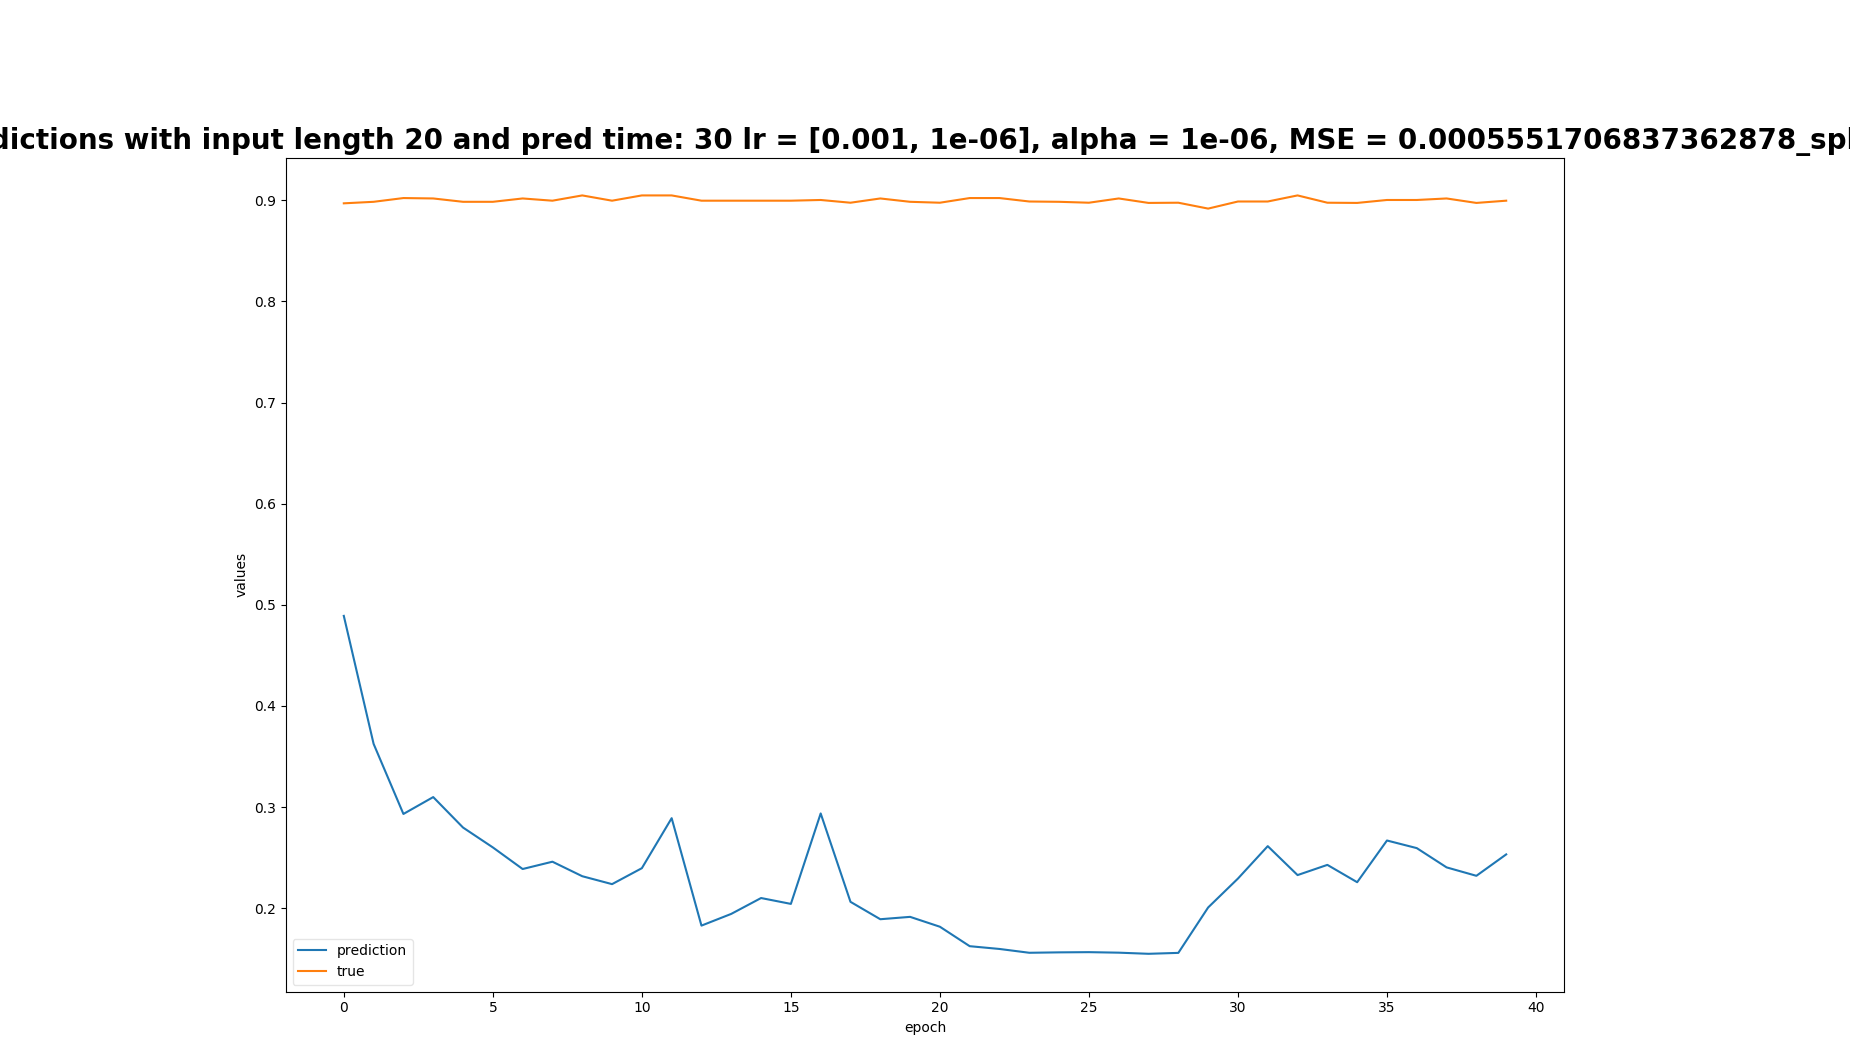 with input length 20 and pred time: 30 lr = [0.001, 1e-06], alpha = 1e-06, MSE = 0.0005551706837362878
0.9
0.8
0.7
0.6
0.5
0.4
0.3
0.2
values
prediction
true
0 5 10 15 20 25 30 35 40
epoch